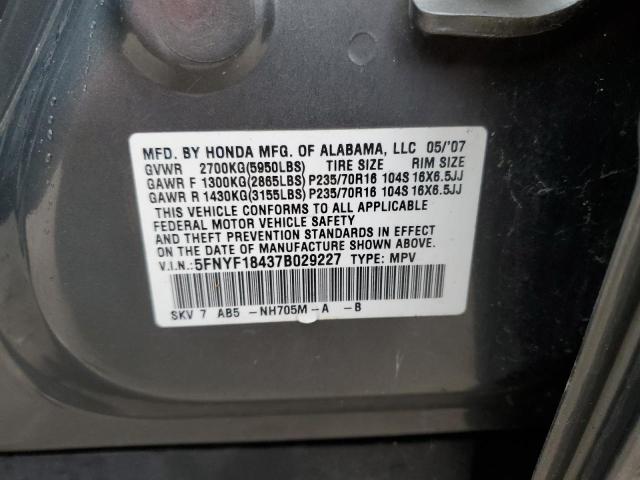 MFD. BY HONDA MFG. OF ALABAMA, LLC 05/'07
GVWR 2700KG(5950LBS) TIRE SIZE RIM SIZE
GAWR F 1300KG(2865LBS) P235/70R16 104S 16X6.5JJ
GAWR R 1430KG(3155LBS) P235/70R16 104S 16X6.5JJ
THIS VEHICLE CONFORMS TO ALL APPLICABLE
FEDERAL MOTOR VEHICLE SAFETY
AND THEFT PREVENTION STANDARDS IN EFFECT
ON THE DATE OF MANUFACTURE SHOWN ABOVE.
V.I.N.: 5FNYF18437B029227 TYPE: MPV
SKV 7 AB5 -NH705M-A -B